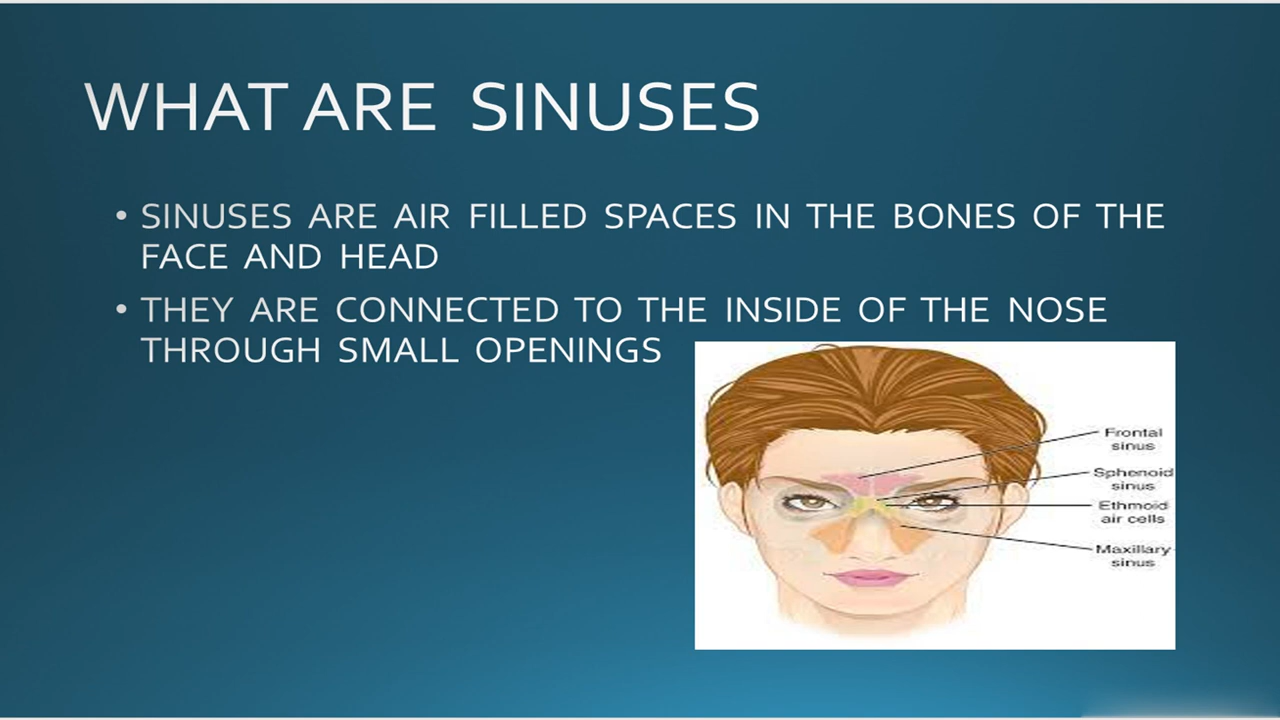 WHAT ARE SINUSES
• SINUSES ARE AIR FILLED SPACES IN THE BONES OF THE
FACE AND HEAD
• THEY ARE CONNECTED TO THE INSIDE OF THE NOSE
THROUGH SMALL OPENINGS
Frontal
sinus
Sphenoid
sinus
Ethmoid
air cells
Maxillary
sinus